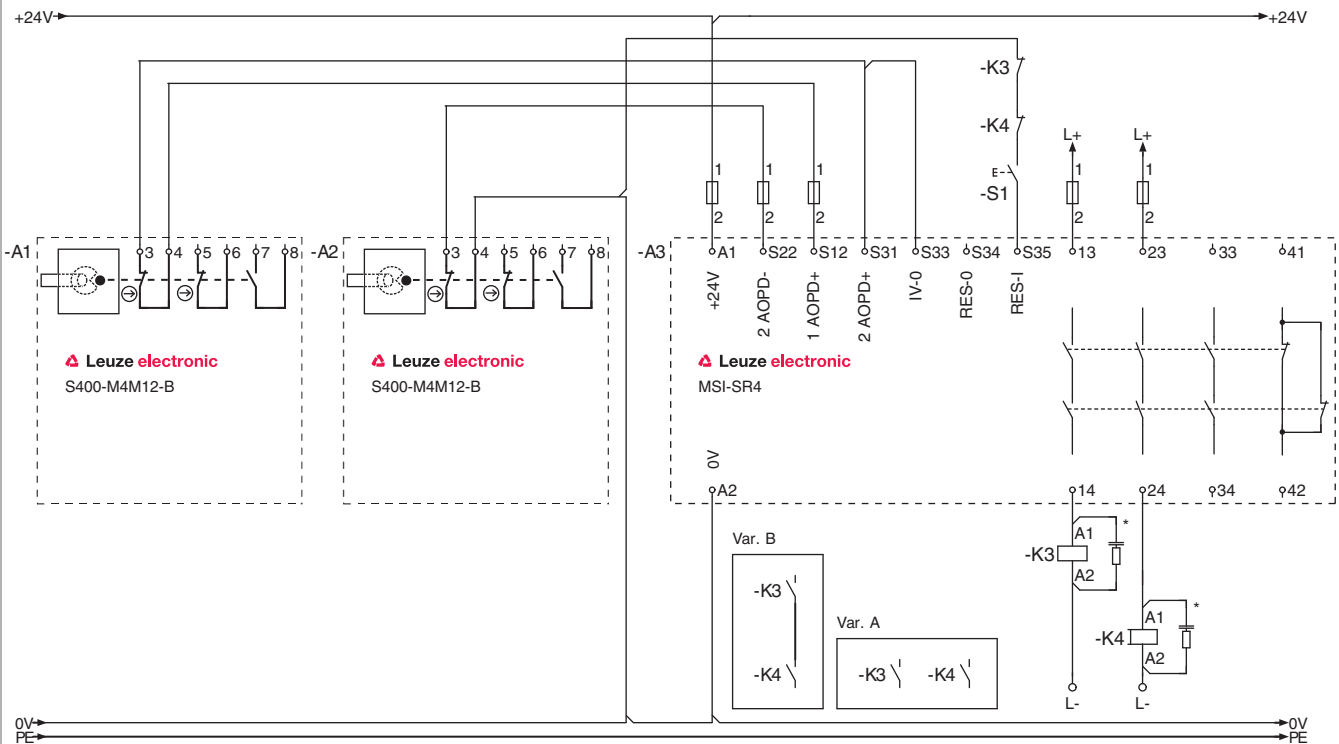 +24V +24V
-K3
-K4 L+ L+
1 1 1 E 1 1
-S1
2 2 2 2 2
-A1 3 4 5 6 7 8 -A2 3 4 5 6 7 8 -A3 A1 S22 S12 S31 S33 S34 S35 13 23 33 41
+24V
2 AOPD-
1 AOPD+
2 AOPD+
IV-0
RES-0
RES-I
Leuze electronic Leuze electronic Leuze electronic
S400-M4M12-B S400-M4M12-B MSI-SR4
0V
A2 14 24 34 42
Var. B A1 *
-K3
A2
-K3 A1 *
Var. A -K4
-K4 -K3 -K4 A2
L- L-
0V 0V
PE PE